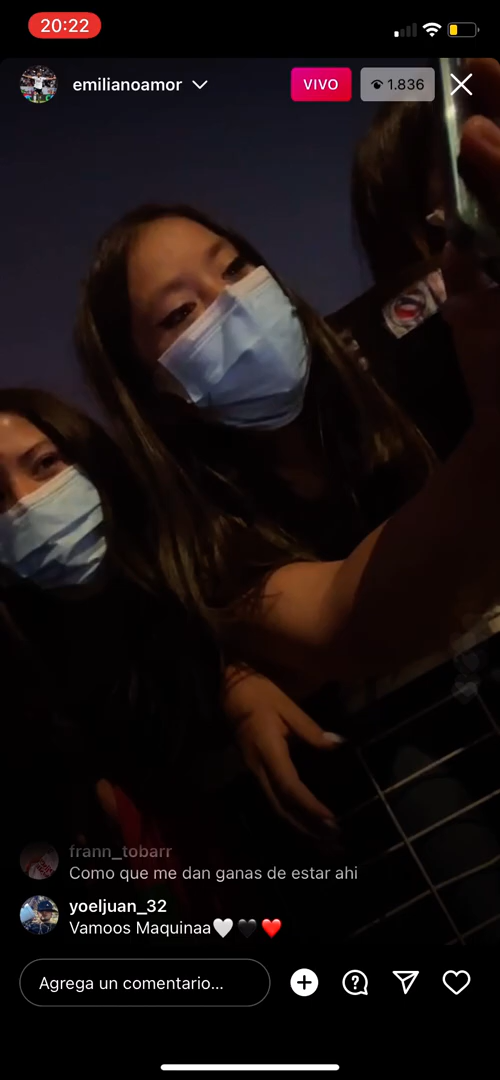 20:22
emilianoamor
VIVO
1.836
frann_tobarr
Como que me dan ganas de estar ahi
yoeljuan_32
Vamoos Maquinaa🤍🖤❤️
Agrega un comentario...